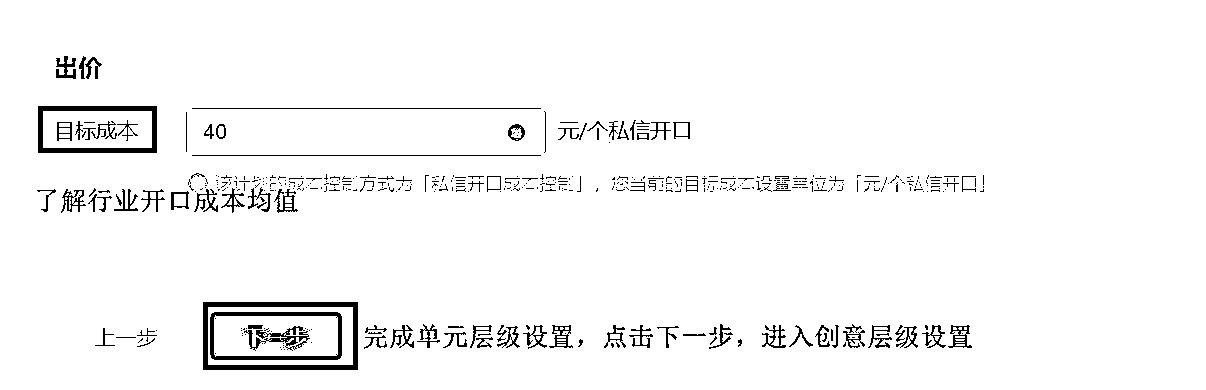 出价
目标成本 40 元/个私信开口
该计划的成本控制方式为「私信开口成本控制」，您当前的目标成本设置单位为「元/个私信开口」
了解行业开口成本均值
上一步 下一步 完成单元层级设置，点击下一步，进入创意层级设置